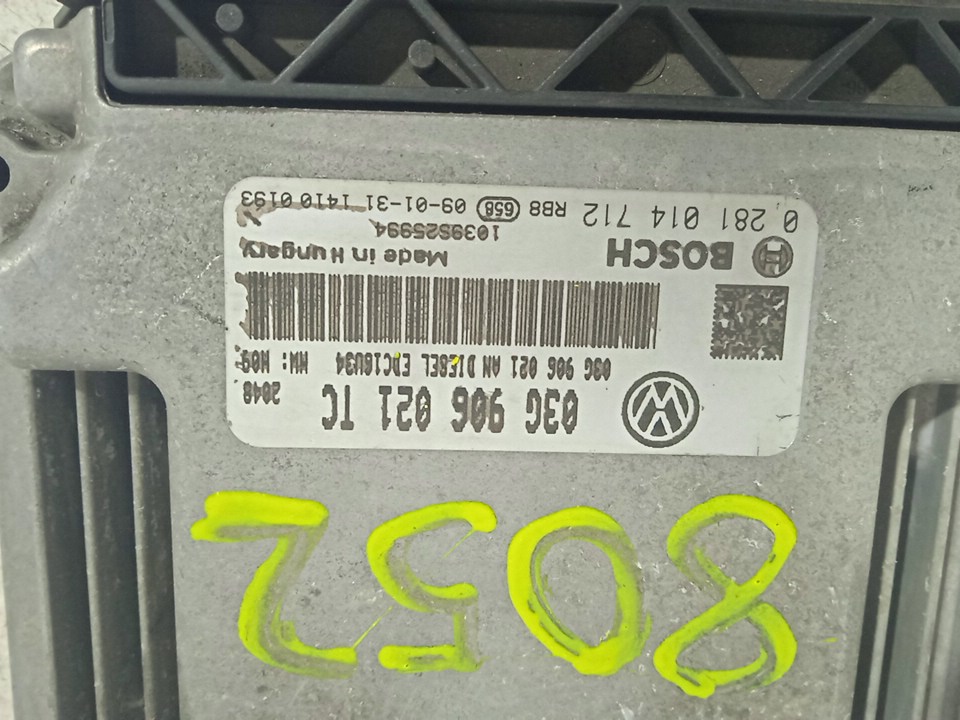 8052
03G 906 021 TC 2048
03G 906 021 AN DIESEL EDC16U34 HW: H09
BOSCH
Made in Hungary
1039S25994
0 281 014 712 RB8 658 09-01-31 1410 0193